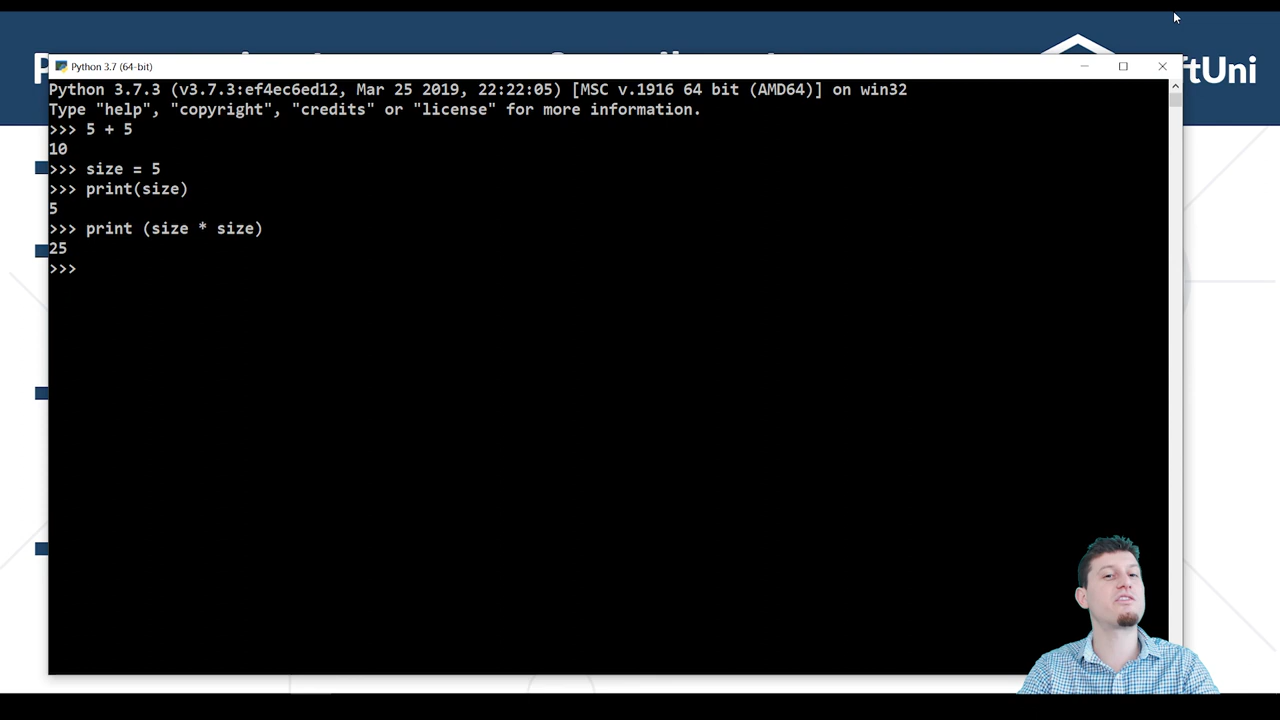 Python 3.7 (64-bit)
ftUni
Python 3.7.3 (v3.7.3:ef4ec6ed12, Mar 25 2019, 22:22:05) [MSC v.1916 64 bit (AMD64)] on win32
Type "help", "copyright", "credits" or "license" for more information.
>>> 5 + 5
10
>>> size = 5
>>> print(size)
5
>>> print (size * size)
25
>>>